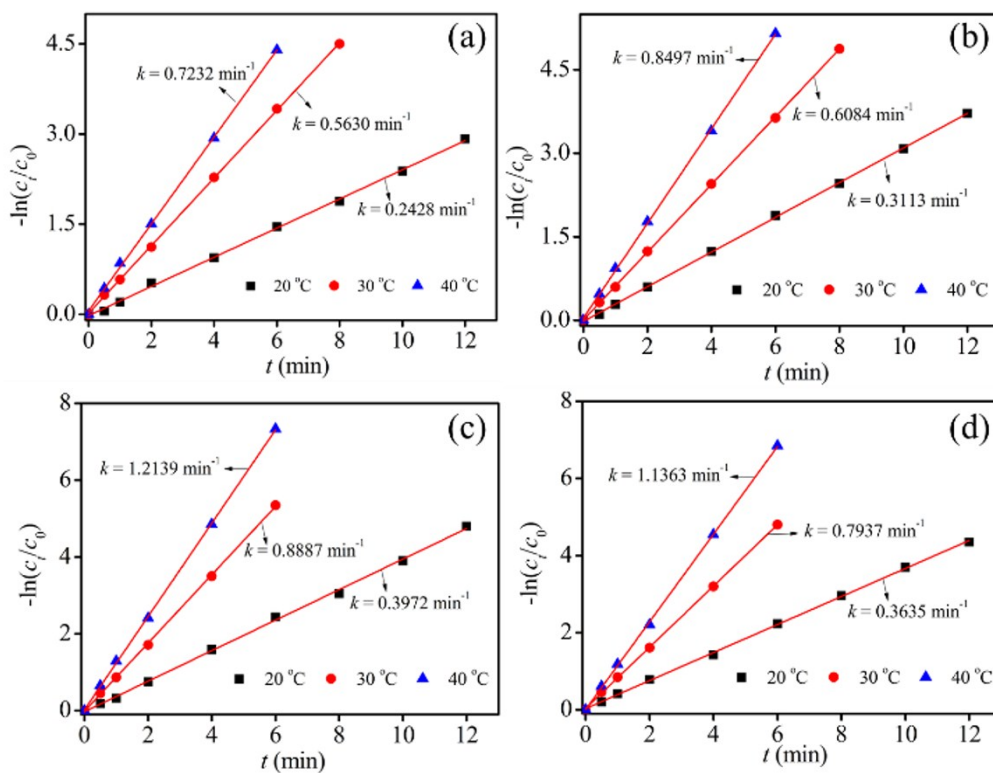 (a)
4.5
3.0
1.5
0.0
-ln(cₜ/c₀)
k = 0.7232 min⁻¹
k = 0.5630 min⁻¹
k = 0.2428 min⁻¹
20 °C 30 °C 40 °C
0 2 4 6 8 10 12
t (min)
(b)
4.5
3.0
1.5
0.0
-ln(cₜ/c₀)
k = 0.8497 min⁻¹
k = 0.6084 min⁻¹
k = 0.3113 min⁻¹
20 °C 30 °C 40 °C
0 2 4 6 8 10 12
t (min)
(c)
8
6
4
2
0
-ln(cₜ/c₀)
k = 1.2139 min⁻¹
k = 0.8887 min⁻¹
k = 0.3972 min⁻¹
20 °C 30 °C 40 °C
0 2 4 6 8 10 12
t (min)
(d)
8
6
4
2
0
-ln(cₜ/c₀)
k = 1.1363 min⁻¹
k = 0.7937 min⁻¹
k = 0.3635 min⁻¹
20 °C 30 °C 40 °C
0 2 4 6 8 10 12
t (min)